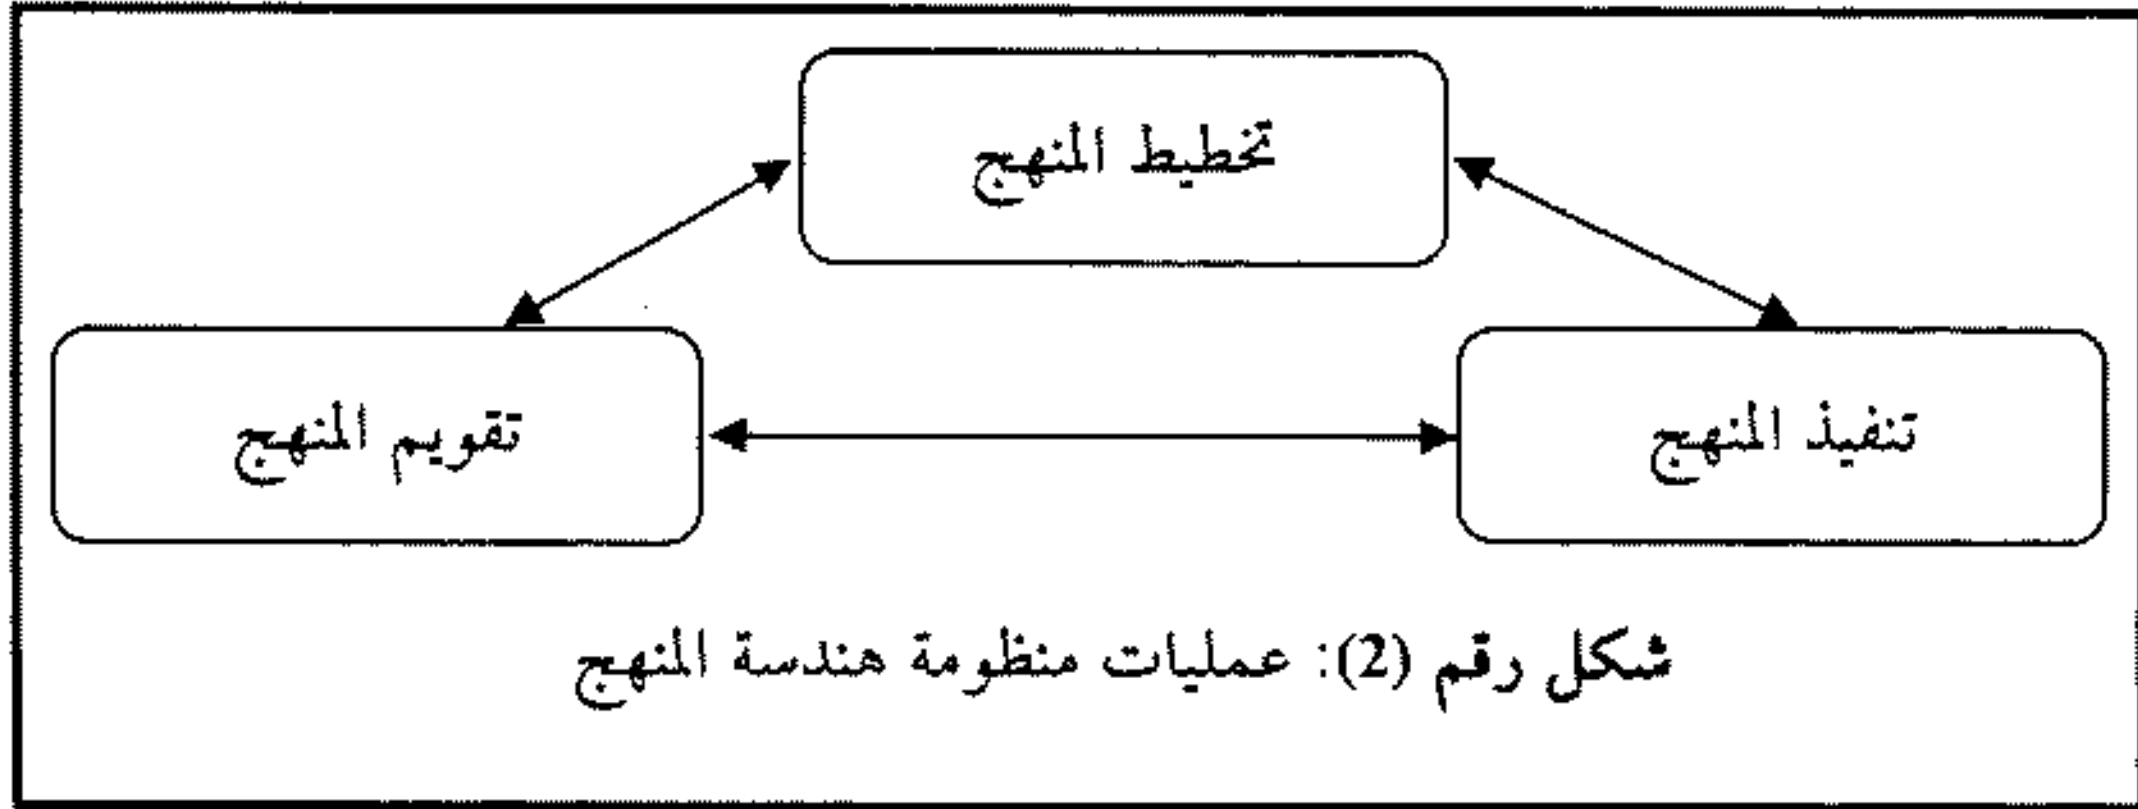 تخطيط المنهج
تنفيذ المنهج
تقويم المنهج
شكل رقم (2): عمليات منظومة هندسة المنهج